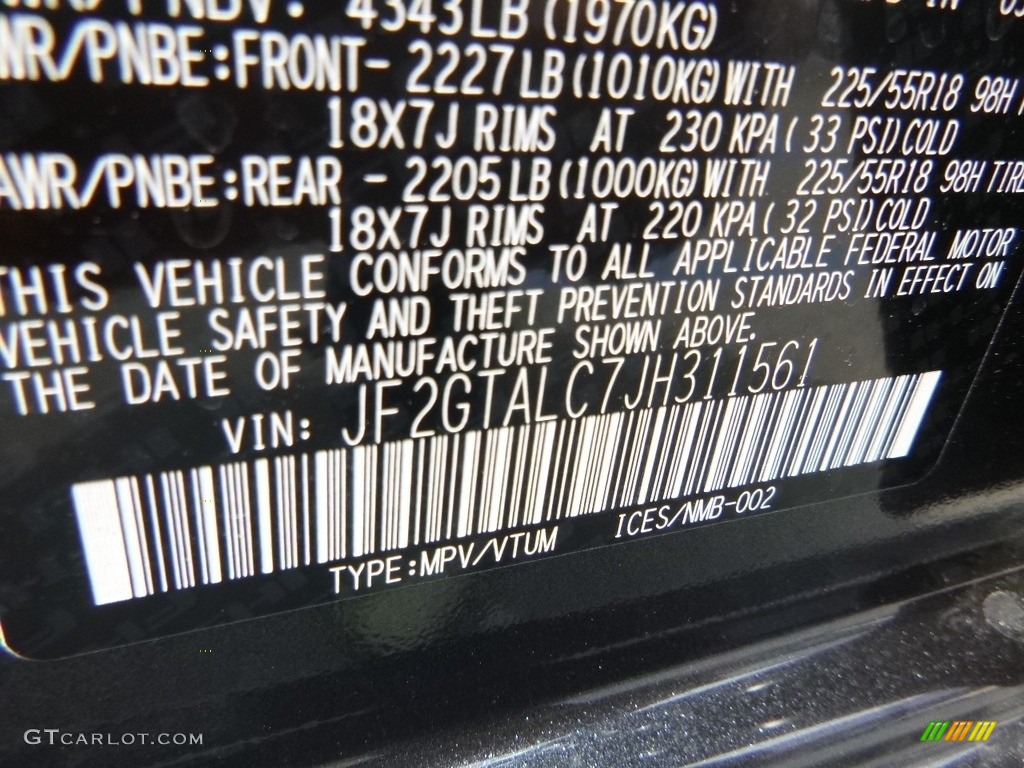 4343LB (1970KG)
WR/PNBE:FRONT- 2227LB(1010KG)WITH 225/55R18 98H
18X7J RIMS AT 230 KPA( 33 PSI)COLD
AWR/PNBE:REAR - 2205LB(1000KG)WITH 225/55R18 98H TIRE
18X7J RIMS AT 220 KPA( 32 PSI)COLD
THIS VEHICLE CONFORMS TO ALL APPLICABLE FEDERAL MOTOR
VEHICLE SAFETY AND THEFT PREVENTION STANDARDS IN EFFECT ON
THE DATE OF MANUFACTURE SHOWN ABOVE.
VIN: JF2GTALC7JH311561
TYPE:MPV/VTUM ICES/NMB-002
GTCARLOT.COM